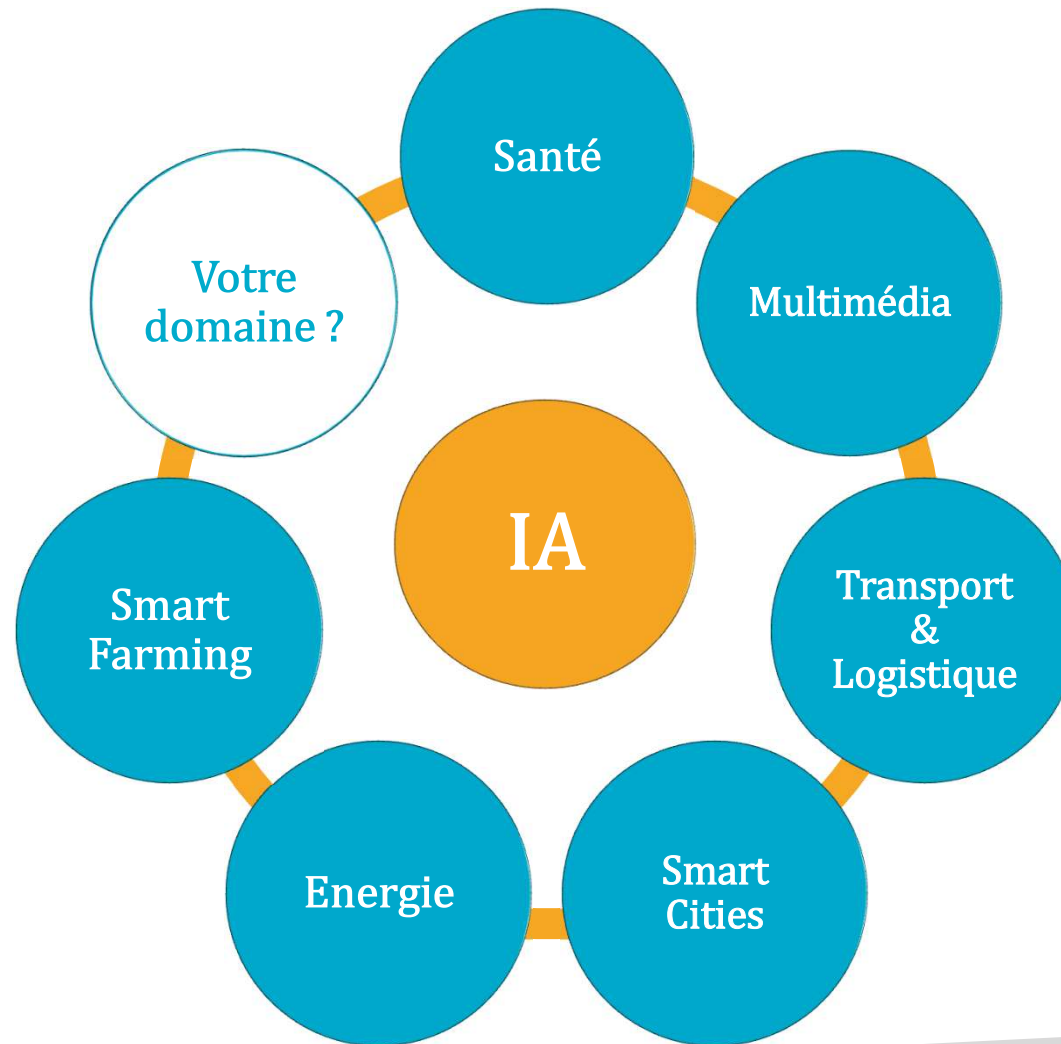 Santé
Multimédia
Transport
&
Logistique
Smart
Cities
Energie
Smart
Farming
Votre
domaine ?
IA